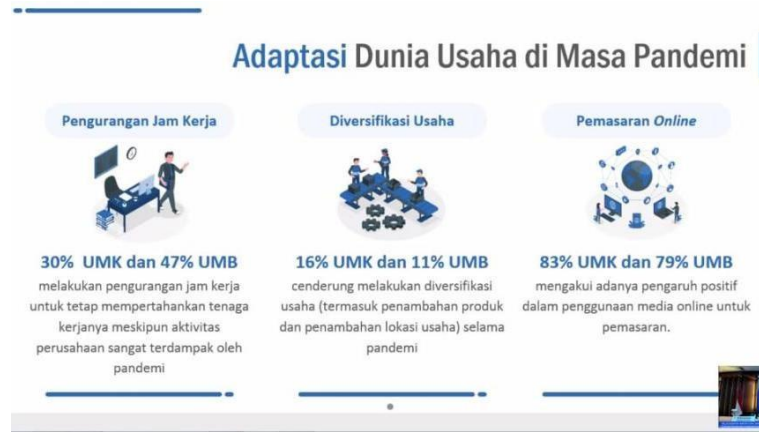 Adaptasi Dunia Usaha di Masa Pandemi
Pengurangan Jam Kerja
30% UMK dan 47% UMB
melakukan pengurangan jam kerja
untuk tetap mempertahankan tenaga
kerjanya meskipun aktivitas
perusahaan sangat terdampak oleh
pandemi
Diversifikasi Usaha
16% UMK dan 11% UMB
cenderung melakukan diversifikasi
usaha (termasuk penambahan produk
dan penambahan lokasi usaha) selama
pandemi
Pemasaran Online
83% UMK dan 79% UMB
mengakui adanya pengaruh positif
dalam penggunaan media online untuk
pemasaran.